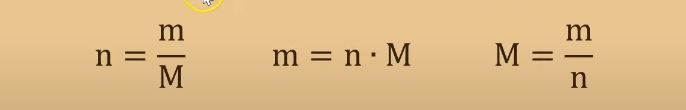 n = m/M   m = n · M   M = m/n